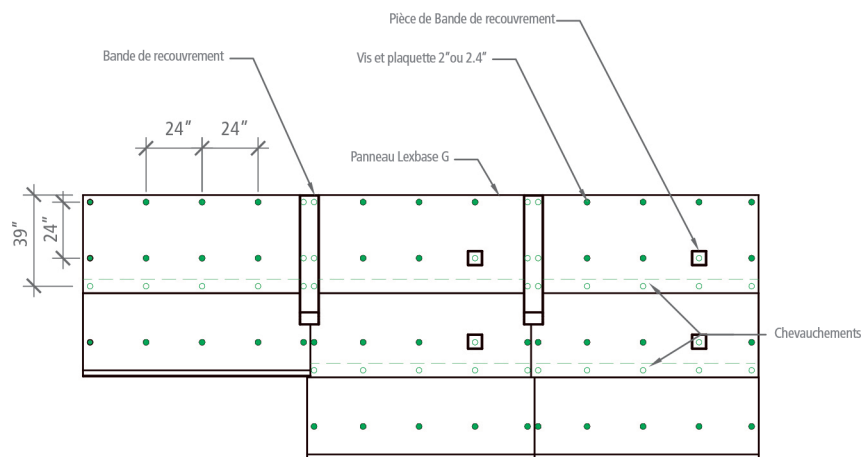 Pièce de Bande de recouvrement
Bande de recouvrement
Vis et plaquette 2"ou 2.4"
24" 24"
Panneau Lexbase G
39"
24"
Chevauchements